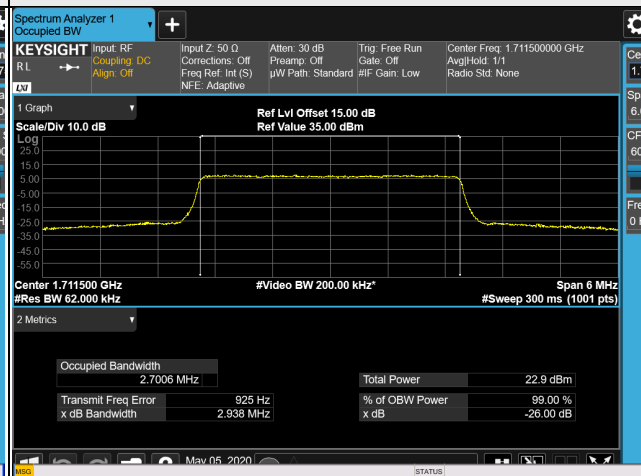 Spectrum Analyzer 1
Occupied BW
KEYSIGHT
RL
LXI
Input: RF
Coupling: DC
Align: Off
Input Z: 50 Ω
Corrections: Off
Freq Ref: Int (S)
NFE: Adaptive
Atten: 30 dB
Preamp: Off
µW Path: Standard
Trig: Free Run
Gate: Off
#IF Gain: Low
Center Freq: 1.711500000 GHz
Avg|Hold: 1/1
Radio Std: None
1 Graph
Scale/Div 10.0 dB
Ref Lvl Offset 15.00 dB
Ref Value 35.00 dBm
Log
25.0
15.0
5.00
-5.00
-15.0
-25.0
-35.0
-45.0
-55.0
Center 1.711500 GHz
#Res BW 62.000 kHz
#Video BW 200.00 kHz*
Span 6 MHz
#Sweep 300 ms (1001 pts)
2 Metrics
Occupied Bandwidth
2.7006 MHz
Total Power 22.9 dBm
Transmit Freq Error 925 Hz
% of OBW Power 99.00 %
x dB Bandwidth 2.938 MHz
x dB -26.00 dB
May 05, 2020
MSG
STATUS